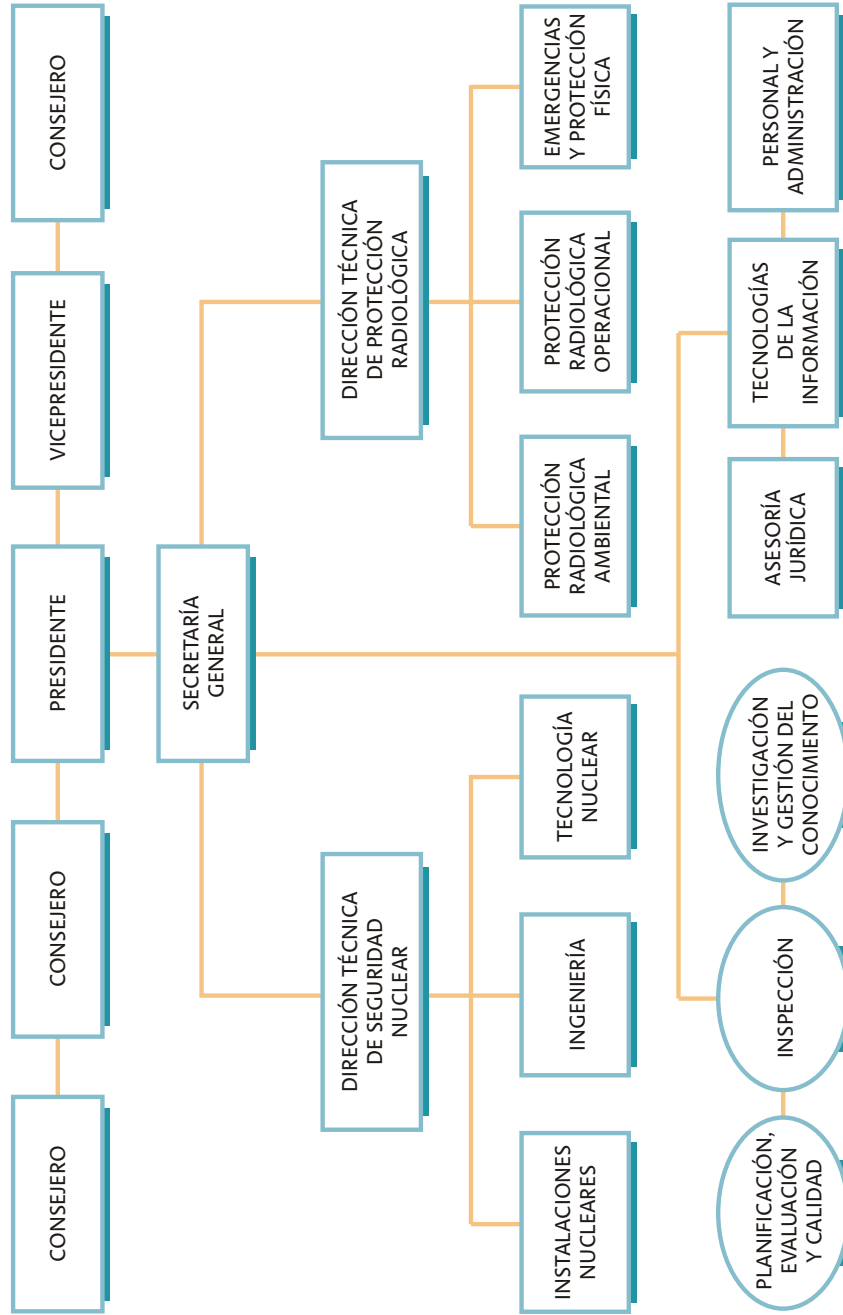 CONSEJERO
CONSEJERO
PRESIDENTE
VICEPRESIDENTE
CONSEJERO
SECRETARÍA
GENERAL
DIRECCIÓN TÉCNICA
DE SEGURIDAD
NUCLEAR
DIRECCIÓN TÉCNICA
DE PROTECCIÓN
RADIOLÓGICA
INSTALACIONES
NUCLEARES
INGENIERÍA
TECNOLOGÍA
NUCLEAR
PROTECCIÓN
RADIOLÓGICA
AMBIENTAL
PROTECCIÓN
RADIOLÓGICA
OPERACIONAL
EMERGENCIAS
Y PROTECCIÓN
FÍSICA
PLANIFICACIÓN,
EVALUACIÓN
Y CALIDAD
INSPECCIÓN
INVESTIGACIÓN
Y GESTIÓN DEL
CONOCIMIENTO
ASESORÍA
JURÍDICA
TECNOLOGÍAS
DE LA
INFORMACIÓN
PERSONAL Y
ADMINISTRACIÓN